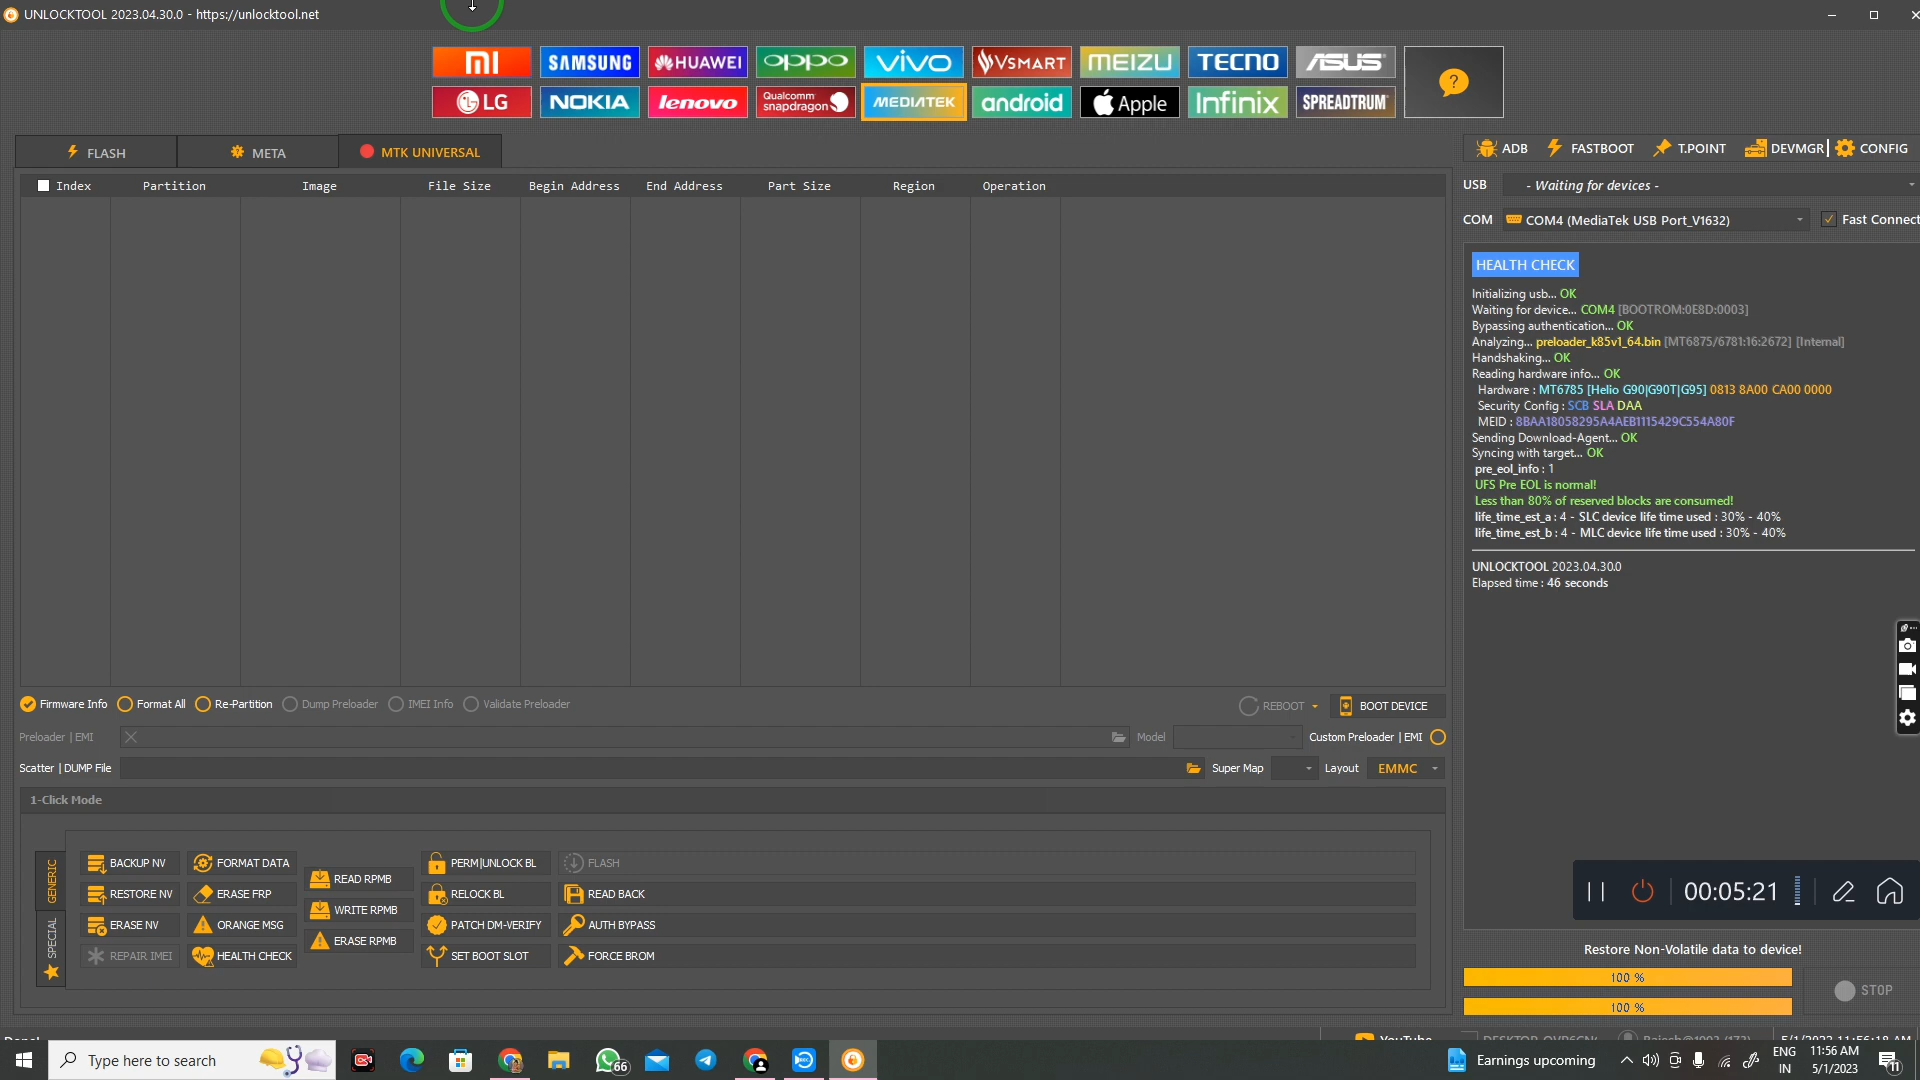 UNLOCKTOOL 2023.04.30.0 - https://unlocktool.net
MI SAMSUNG HUAWEI OPPO vivo VSMART MEIZU TECNO ASUS
LG NOKIA lenovo Qualcomm snapdragon MEDIATEK android Apple Infinix SPREADTRUM
?
FLASH META MTK UNIVERSAL
ADB FASTBOOT T.POINT DEVMGR CONFIG
Index Partition Image File Size Begin Address End Address Part Size Region Operation
USB - Waiting for devices -
COM COM4 (MediaTek USB Port_V1632) Fast Connect
HEALTH CHECK
Initializing usb... OK
Waiting for device... COM4 [BOOTROM:0E8D:0003]
Bypassing authentication... OK
Analyzing... preloader_k85v1_64.bin [MT6875/6781:16:2672] [Internal]
Handshaking... OK
Reading hardware info... OK
Hardware : MT6785 [Helio G90|G90T|G95] 0813 8A00 CA00 0000
Security Config : SCB SLA DAA
MEID : 8BAA18058295A4AEB1115429C554A80F
Sending Download-Agent... OK
Syncing with target... OK
pre_eol_info : 1
UFS Pre EOL is normal!
Less than 80% of reserved blocks are consumed!
life_time_est_a : 4 - SLC device life time used : 30% - 40%
life_time_est_b : 4 - MLC device life time used : 30% - 40%
UNLOCKTOOL 2023.04.30.0
Elapsed time : 46 seconds
Firmware Info Format All Re-Partition Dump Preloader IMEI Info Validate Preloader REBOOT BOOT DEVICE
Preloader | EMI Model Custom Preloader | EMI
Scatter | DUMP File Super Map Layout EMMC
1-Click Mode
GENERIC
SPECIAL
BACKUP NV FORMAT DATA READ RPMB PERM|UNLOCK BL FLASH
RESTORE NV ERASE FRP WRITE RPMB RELOCK BL READ BACK
ERASE NV ORANGE MSG ERASE RPMB PATCH DM-VERIFY AUTH BYPASS
REPAIR IMEI HEALTH CHECK SET BOOT SLOT FORCE BROM
00:05:21
Restore Non-Volatile data to device!
100 %
100 %
STOP
YouTube
Type here to search
66
Earnings upcoming
ENG
IN
11:56 AM
5/1/2023
11